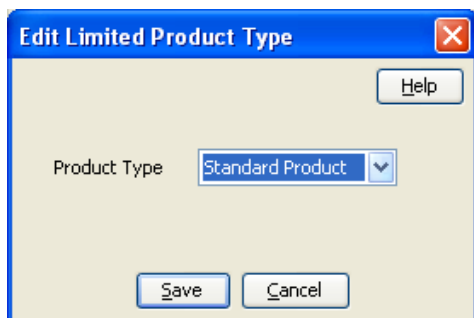 Edit Limited Product Type
Help
Product Type Standard Product
Save Cancel